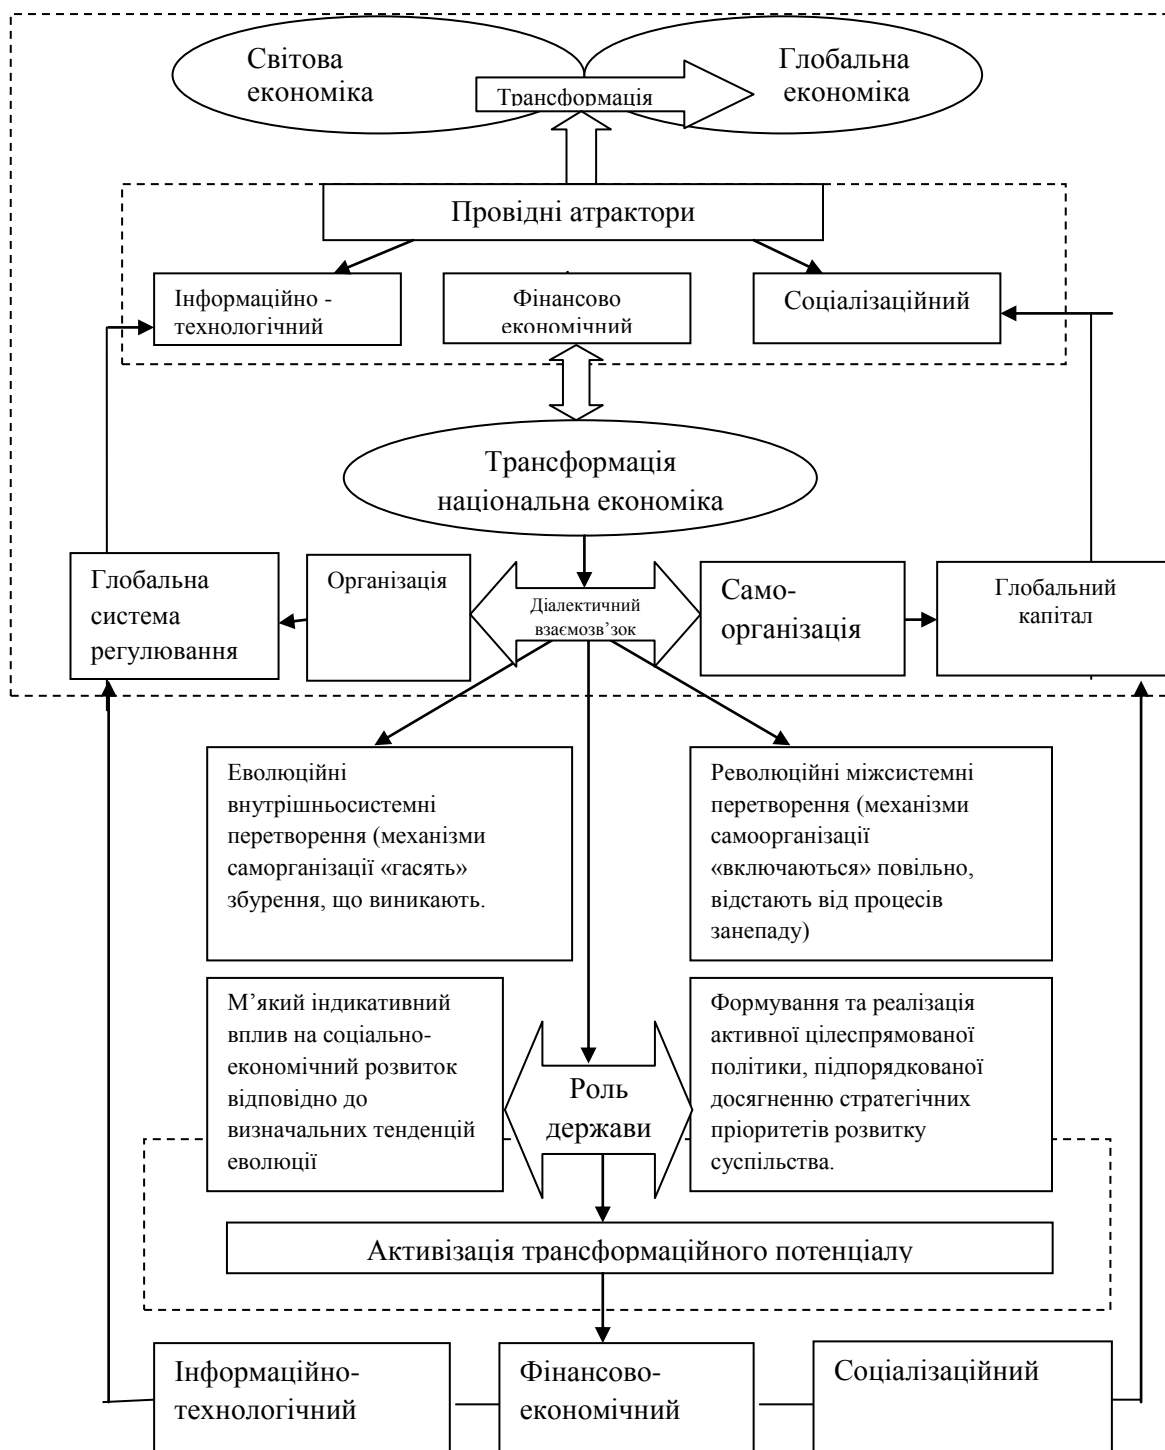 Світова
економіка
Глобальна
економіка
Трансформація
Провідні атрактори
Інформаційно -
технологічний
Фінансово
економічний
Соціалізаційний
Трансформація
національна економіка
Глобальна
система
регулювання
Організація
Діалектичний
взаємозв’зок
Само-
організація
Глобальний
капітал
Еволюційні
внутрішньосистемні
перетворення (механізми
саморганізації «гасять»
збурення, що виникають.
Революційні міжсистемні
перетворення (механізми
самоорганізації
«включаються» повільно,
відстають від процесів
занепаду)
М’який індикативний
вплив на соціально-
економічний розвиток
відповідно до
визначальних тенденцій
еволюції
Роль
держави
Формування та реалізація
активної цілеспрямованої
політики, підпорядкованої
досягненню стратегічних
пріоритетів розвитку
суспільства.
Активізація трансформаційного потенціалу
Інформаційно-
технологічний
Фінансово-
економічний
Соціалізаційний